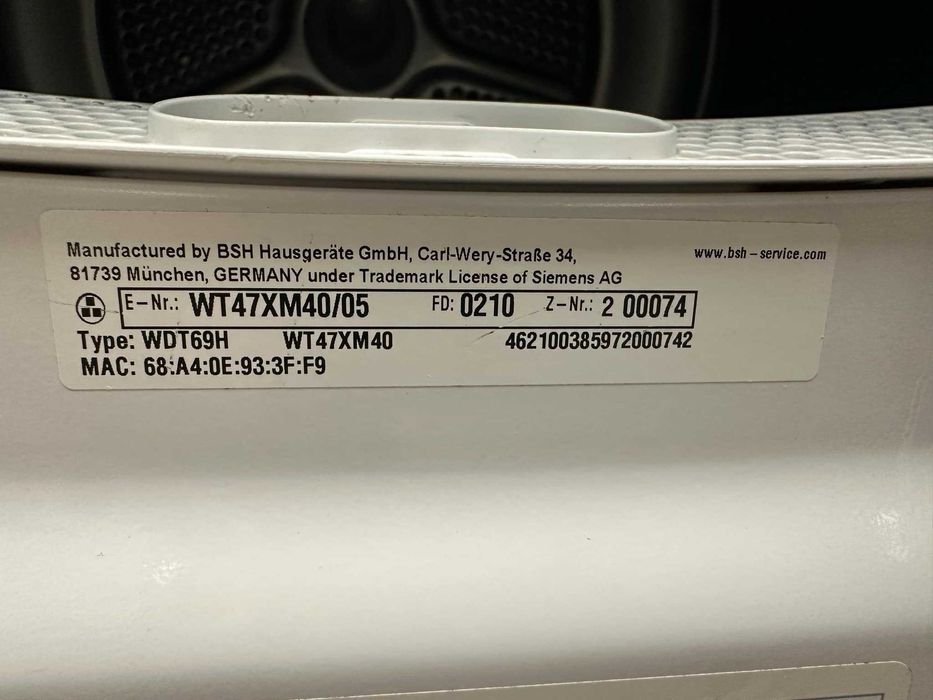 Manufactured by BSH Hausgeräte GmbH, Carl-Wery-Straße 34,
81739 München, GERMANY under Trademark License of Siemens AG
www.bsh-service.com
E-Nr.: WT47XM40/05 FD: 0210 Z-Nr.: 2 00074
Type: WDT69H WT47XM40 462100385972000742
MAC: 68:A4:0E:93:3F:F9